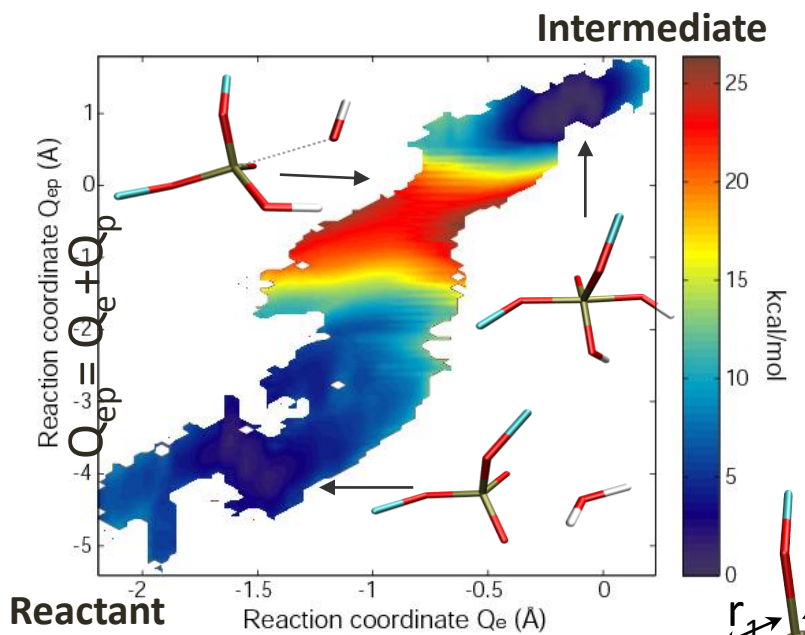 Intermediate
25
20
15
10
5
0
kcal/mol
1
0
-1
-2
-3
-4
-5
Reaction coordinate Qep (Å)
Qep = Qe +Qp
-2
-1.5
-1
-0.5
0
Reactant
Reaction coordinate Qe (Å)
r1